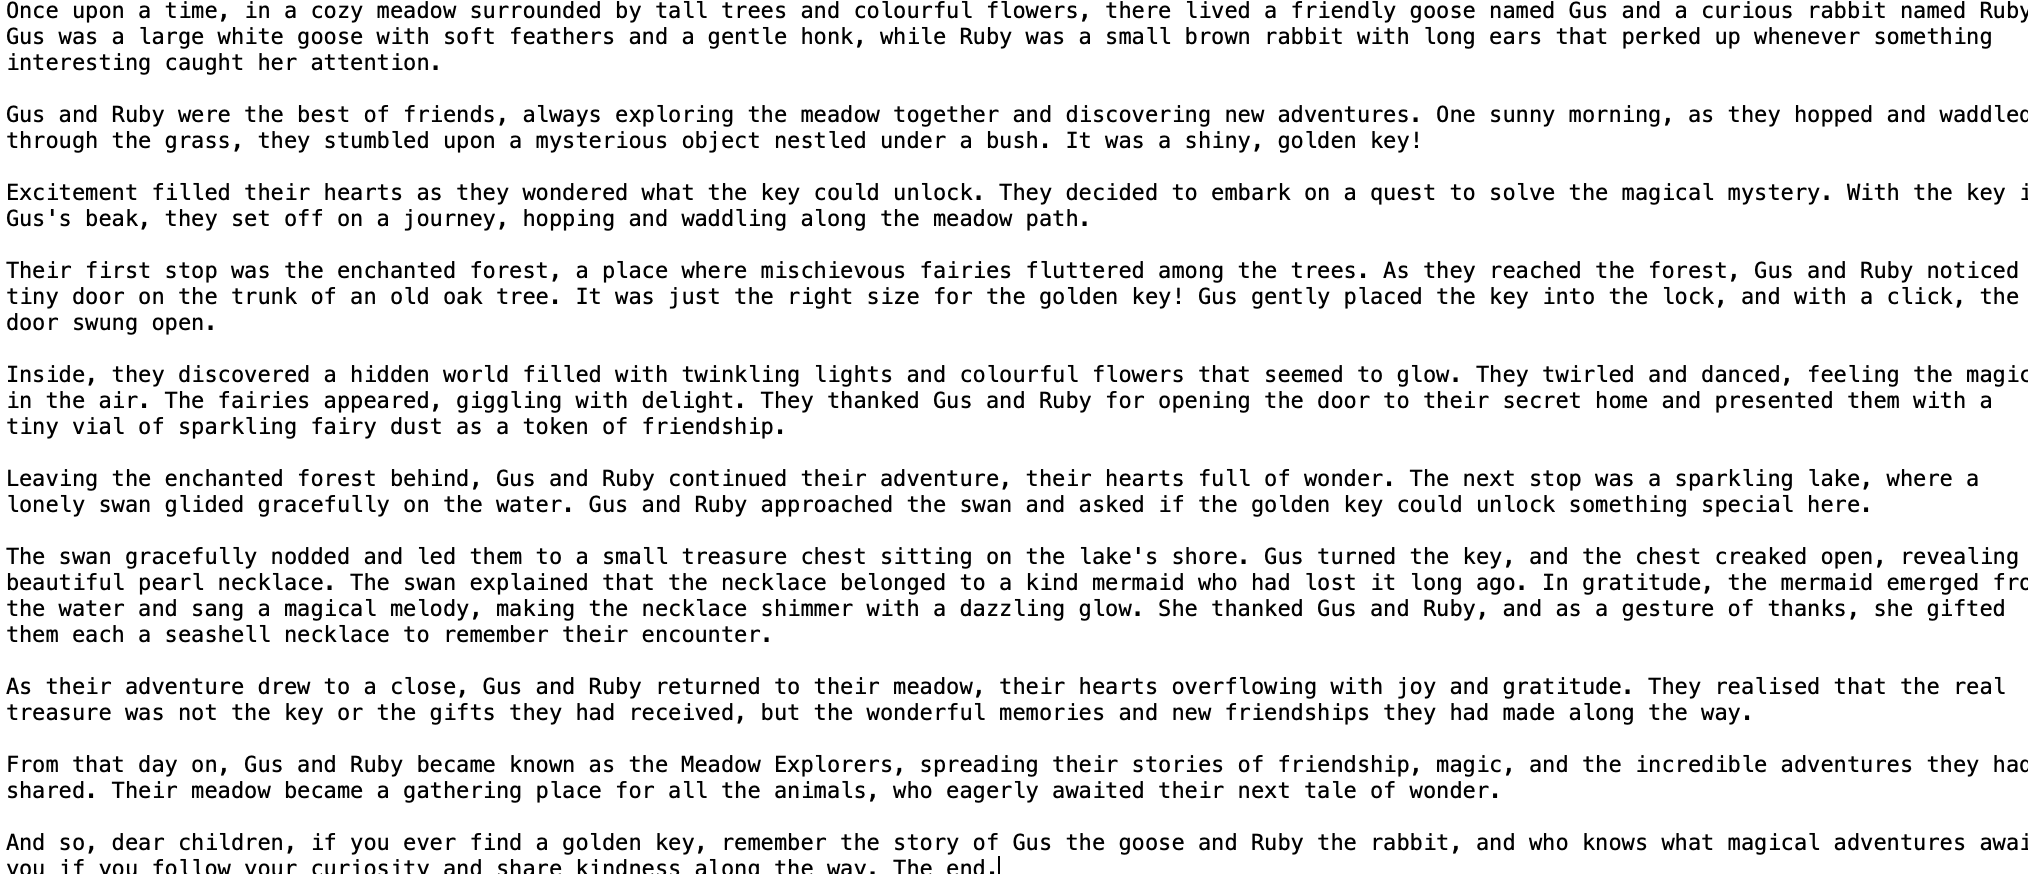 Once upon a time, in a cozy meadow surrounded by tall trees and colourful flowers, there lived a friendly goose named Gus and a curious rabbit named Ruby
Gus was a large white goose with soft feathers and a gentle honk, while Ruby was a small brown rabbit with long ears that perked up whenever something
interesting caught her attention.

Gus and Ruby were the best of friends, always exploring the meadow together and discovering new adventures. One sunny morning, as they hopped and waddled
through the grass, they stumbled upon a mysterious object nestled under a bush. It was a shiny, golden key!

Excitement filled their hearts as they wondered what the key could unlock. They decided to embark on a quest to solve the magical mystery. With the key i
Gus's beak, they set off on a journey, hopping and waddling along the meadow path.

Their first stop was the enchanted forest, a place where mischievous fairies fluttered among the trees. As they reached the forest, Gus and Ruby noticed
tiny door on the trunk of an old oak tree. It was just the right size for the golden key! Gus gently placed the key into the lock, and with a click, the
door swung open.

Inside, they discovered a hidden world filled with twinkling lights and colourful flowers that seemed to glow. They twirled and danced, feeling the magic
in the air. The fairies appeared, giggling with delight. They thanked Gus and Ruby for opening the door to their secret home and presented them with a
tiny vial of sparkling fairy dust as a token of friendship.

Leaving the enchanted forest behind, Gus and Ruby continued their adventure, their hearts full of wonder. The next stop was a sparkling lake, where a
lonely swan glided gracefully on the water. Gus and Ruby approached the swan and asked if the golden key could unlock something special here.

The swan gracefully nodded and led them to a small treasure chest sitting on the lake's shore. Gus turned the key, and the chest creaked open, revealing
beautiful pearl necklace. The swan explained that the necklace belonged to a kind mermaid who had lost it long ago. In gratitude, the mermaid emerged fro
the water and sang a magical melody, making the necklace shimmer with a dazzling glow. She thanked Gus and Ruby, and as a gesture of thanks, she gifted
them each a seashell necklace to remember their encounter.

As their adventure drew to a close, Gus and Ruby returned to their meadow, their hearts overflowing with joy and gratitude. They realised that the real
treasure was not the key or the gifts they had received, but the wonderful memories and new friendships they had made along the way.

From that day on, Gus and Ruby became known as the Meadow Explorers, spreading their stories of friendship, magic, and the incredible adventures they had
shared. Their meadow became a gathering place for all the animals, who eagerly awaited their next tale of wonder.

And so, dear children, if you ever find a golden key, remember the story of Gus the goose and Ruby the rabbit, and who knows what magical adventures awai
you if you follow your curiosity and share kindness along the way. The end.